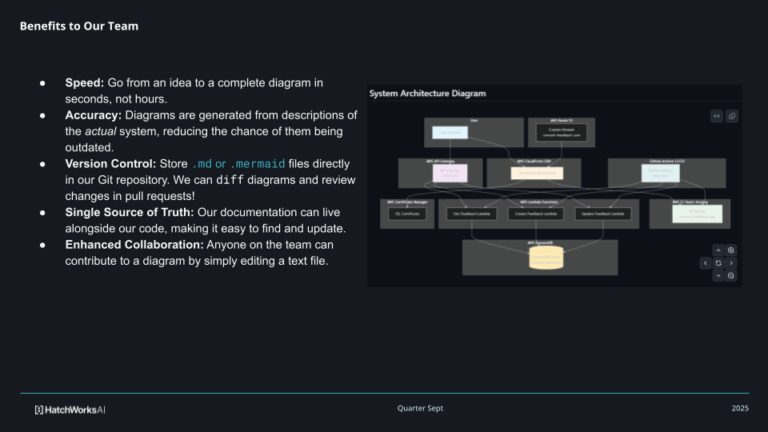 Benefits to Our Team
● Speed: Go from an idea to a complete diagram in
seconds, not hours.
● Accuracy: Diagrams are generated from descriptions of
the actual system, reducing the chance of them being
outdated.
● Version Control: Store .md or .mermaid files directly
in our Git repository. We can diff diagrams and review
changes in pull requests!
● Single Source of Truth: Our documentation can live
alongside our code, making it easy to find and update.
● Enhanced Collaboration: Anyone on the team can
contribute to a diagram by simply editing a text file.
System Architecture Diagram
User
AWS Route 53
Custom Domain
AWS API Gateway
AWS CloudFront CDN
GitHub Actions CI/CD
AWS Certificate Manager
AWS Lambda Functions
SSL Certificate
Get Feedback Lambda
Create Feedback Lambda
Update Feedback Lambda
AWS DynamoDB
HatchWorksAI
Quarter Sept
2025